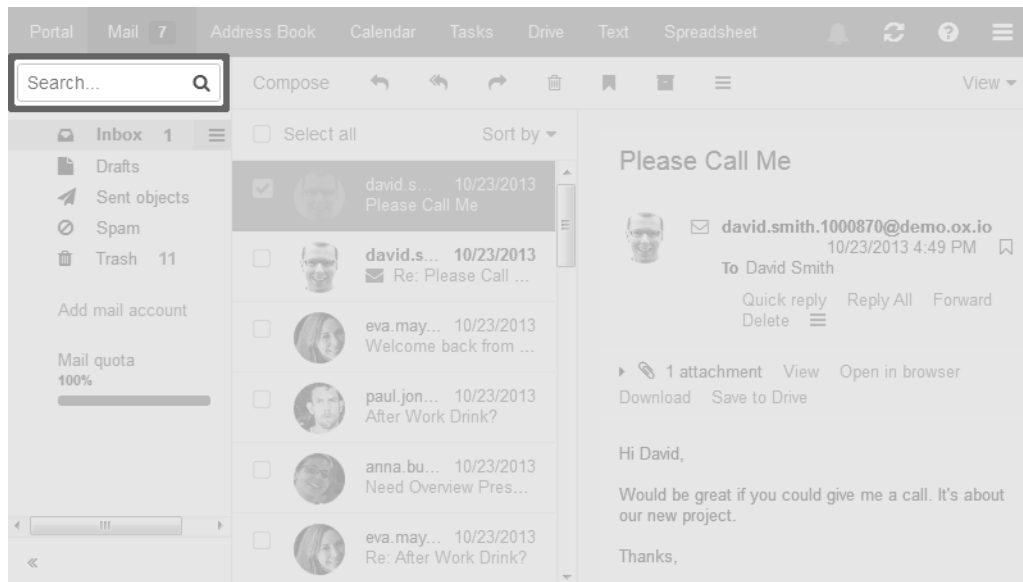 Portal Mail 7 Address Book Calendar Tasks Drive Text Spreadsheet
Search...
Compose
View
Inbox 1
Drafts
Sent objects
Spam
Trash 11
Add mail account
Mail quota
100%
Select all Sort by
david.s... 10/23/2013
Please Call Me
david.s... 10/23/2013
Re: Please Call ...
eva.may... 10/23/2013
Welcome back from ...
paul.jon... 10/23/2013
After Work Drink?
anna.bu... 10/23/2013
Need Overview Pres...
eva.may... 10/23/2013
Re: After Work Drink?
Please Call Me
david.smith.1000870@demo.ox.io
10/23/2013 4:49 PM
To David Smith
Quick reply Reply All Forward
Delete
1 attachment View Open in browser
Download Save to Drive
Hi David,
Would be great if you could give me a call. It's about
our new project.
Thanks,